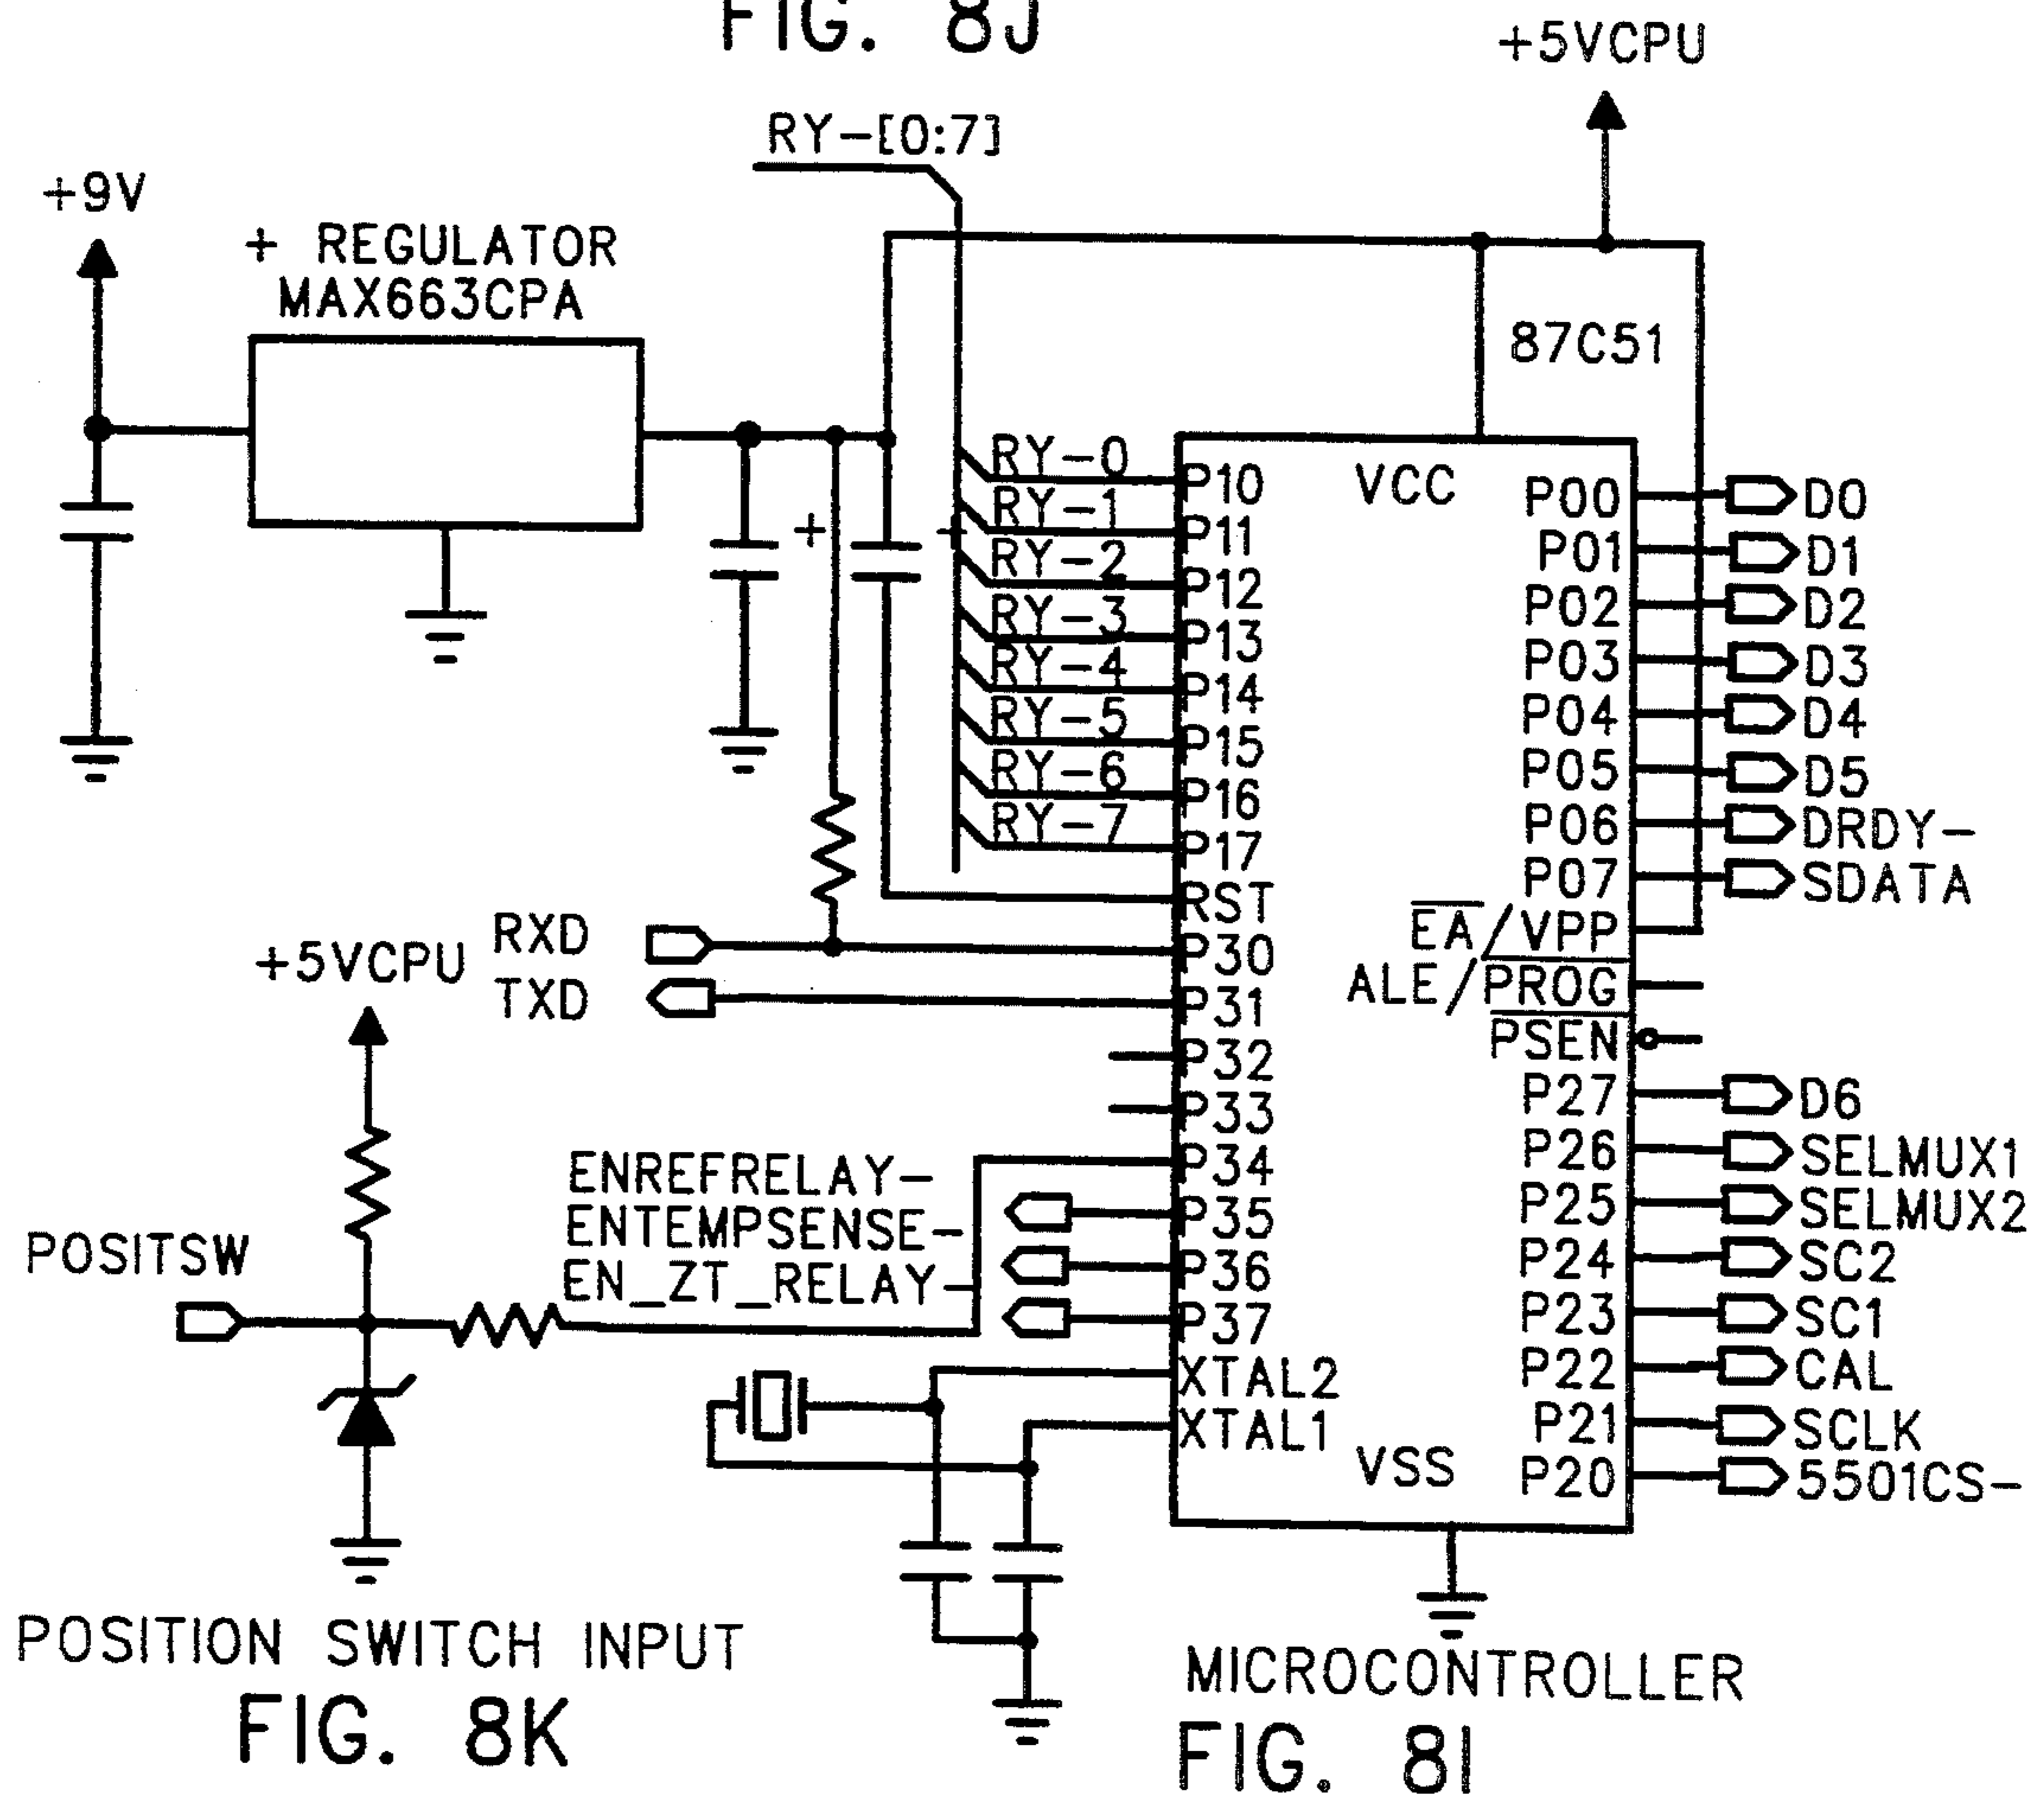 FIG. 8J
+5VCPU
RY-[0:7]
+9V
+ REGULATOR
MAX663CPA
87C51
+
+
RY-0
RY-1
RY-2
RY-3
RY-4
RY-5
RY-6
RY-7
P10
P11
P12
P13
P14
P15
P16
P17
RST
P30
P31
P32
P33
P34
P35
P36
P37
XTAL2
XTAL1
VCC
VSS
P00
P01
P02
P03
P04
P05
P06
P07
EA/VPP
ALE/PROG
PSEN
P27
P26
P25
P24
P23
P22
P21
P20
D0
D1
D2
D3
D4
D5
DRDY-
SDATA
D6
SELMUX1
SELMUX2
SC2
SC1
CAL
SCLK
5501CS-
RXD
TXD
+5VCPU
ENREFRELAY-
ENTEMPSENSE-
EN_ZT_RELAY-
POSITSW
POSITION SWITCH INPUT
FIG. 8K
MICROCONTROLLER
FIG. 8I